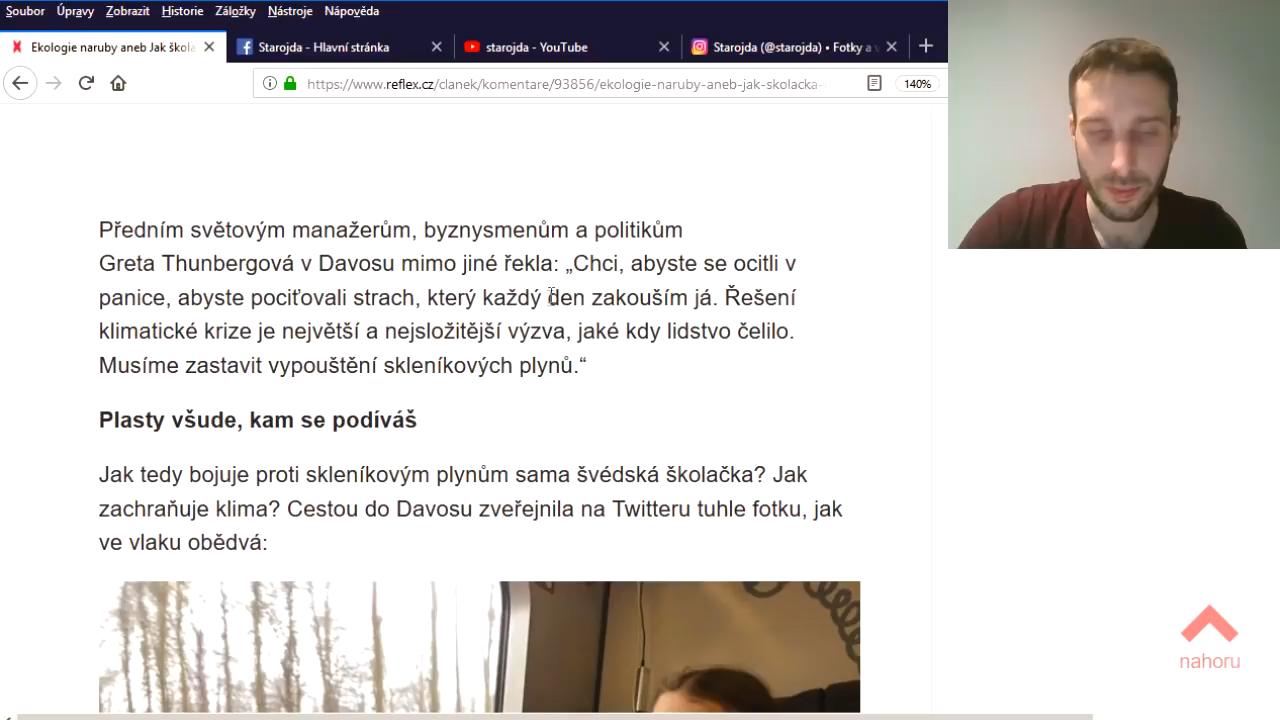 Soubor Úpravy Zobrazit Historie Záložky Nástroje Nápověda
Ekologie naruby aneb Jak škola
Starojda - Hlavní stránka
starojda - YouTube
Starojda (@starojda) • Fotky a v
https://www.reflex.cz/clanek/komentare/93856/ekologie-naruby-aneb-jak-skolacka-
140%
Předním světovým manažerům, byznysmenům a politikům
Greta Thunbergová v Davosu mimo jiné řekla: „Chci, abyste se ocitli v
panice, abyste pociťovali strach, který každý den zakouším já. Řešení
klimatické krize je největší a nejsložitější výzva, jaké kdy lidstvo čelilo.
Musíme zastavit vypouštění skleníkových plynů.“
Plasty všude, kam se podíváš
Jak tedy bojuje proti skleníkovým plynům sama švédská školačka? Jak
zachraňuje klima? Cestou do Davosu zveřejnila na Twitteru tuhle fotku, jak
ve vlaku obědvá:
nahoru